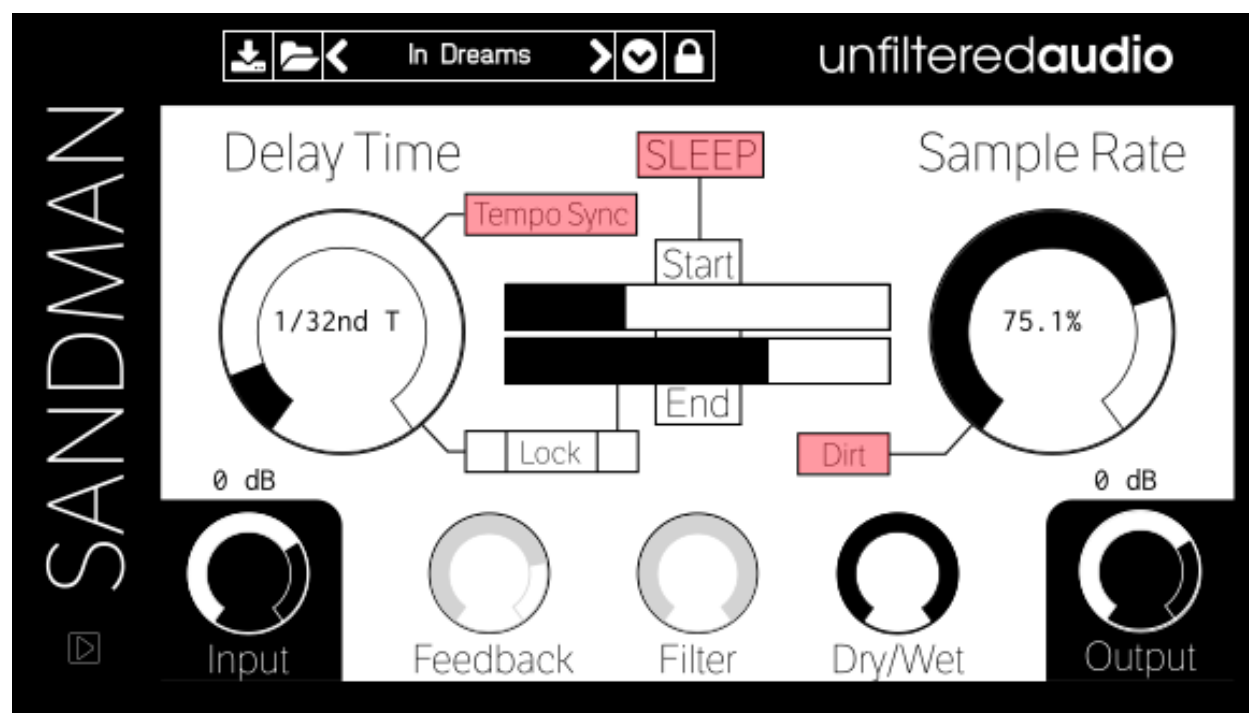 In Dreams
unfilteredaudio
SANDMAN
Delay Time
SLEEP
Sample Rate
Tempo Sync
Start
1/32nd T
75.1%
End
Lock
Dirt
0 dB
0 dB
Input
Feedback
Filter
Dry/Wet
Output